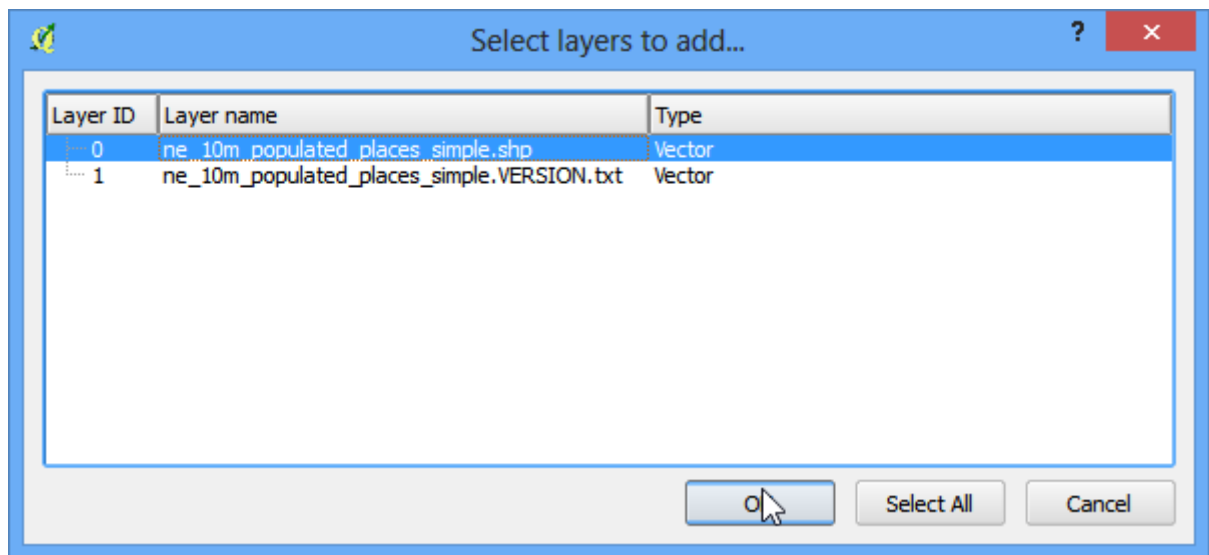 Select layers to add...
?
Layer ID Layer name Type
0 ne_10m_populated_places_simple.shp Vector
1 ne_10m_populated_places_simple.VERSION.txt Vector
Select All Cancel